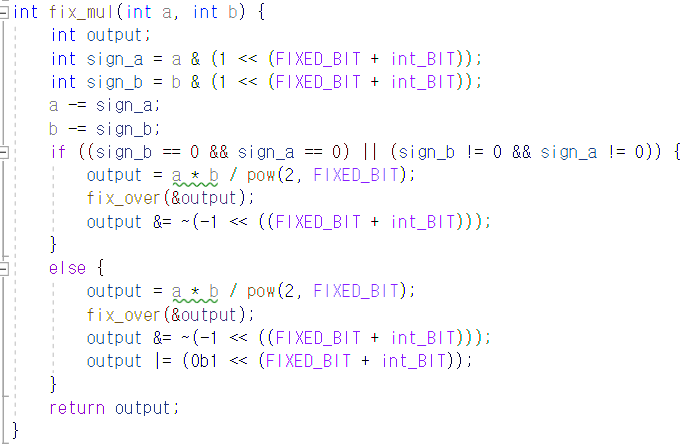 int fix_mul(int a, int b) {
    int output;
    int sign_a = a & (1 << (FIXED_BIT + int_BIT));
    int sign_b = b & (1 << (FIXED_BIT + int_BIT));
    a -= sign_a;
    b -= sign_b;
    if ((sign_b == 0 && sign_a == 0) || (sign_b != 0 && sign_a != 0)) {
        output = a * b / pow(2, FIXED_BIT);
        fix_over(&output);
        output &= ~(-1 << ((FIXED_BIT + int_BIT)));
    }
    else {
        output = a * b / pow(2, FIXED_BIT);
        fix_over(&output);
        output &= ~(-1 << ((FIXED_BIT + int_BIT)));
        output |= (0b1 << (FIXED_BIT + int_BIT));
    }
    return output;
}